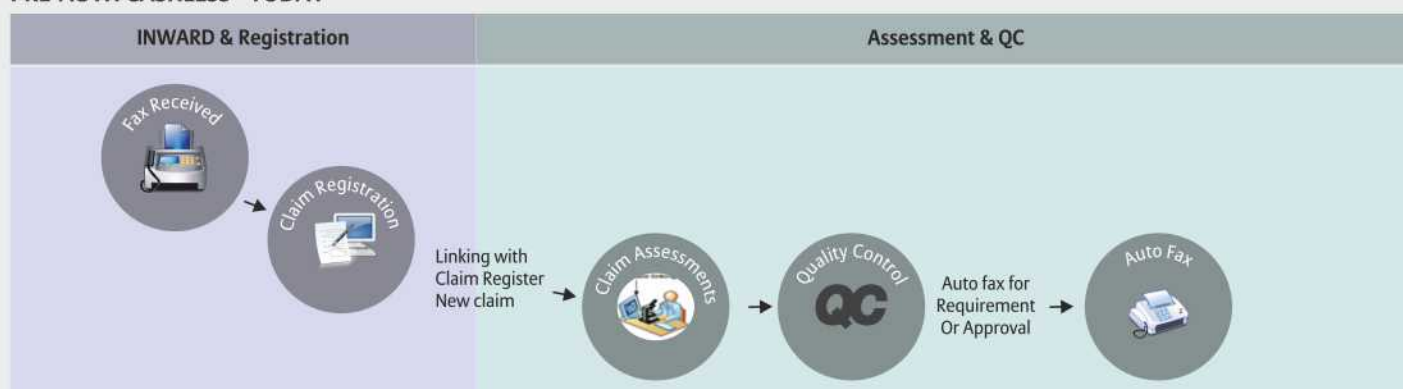 INWARD & Registration
Assessment & QC
Fax Received
Claim Registration
Linking with
Claim Register
New claim
Claim Assessments
Quality Control
QC
Auto fax for
Requirement
Or Approval
Auto Fax